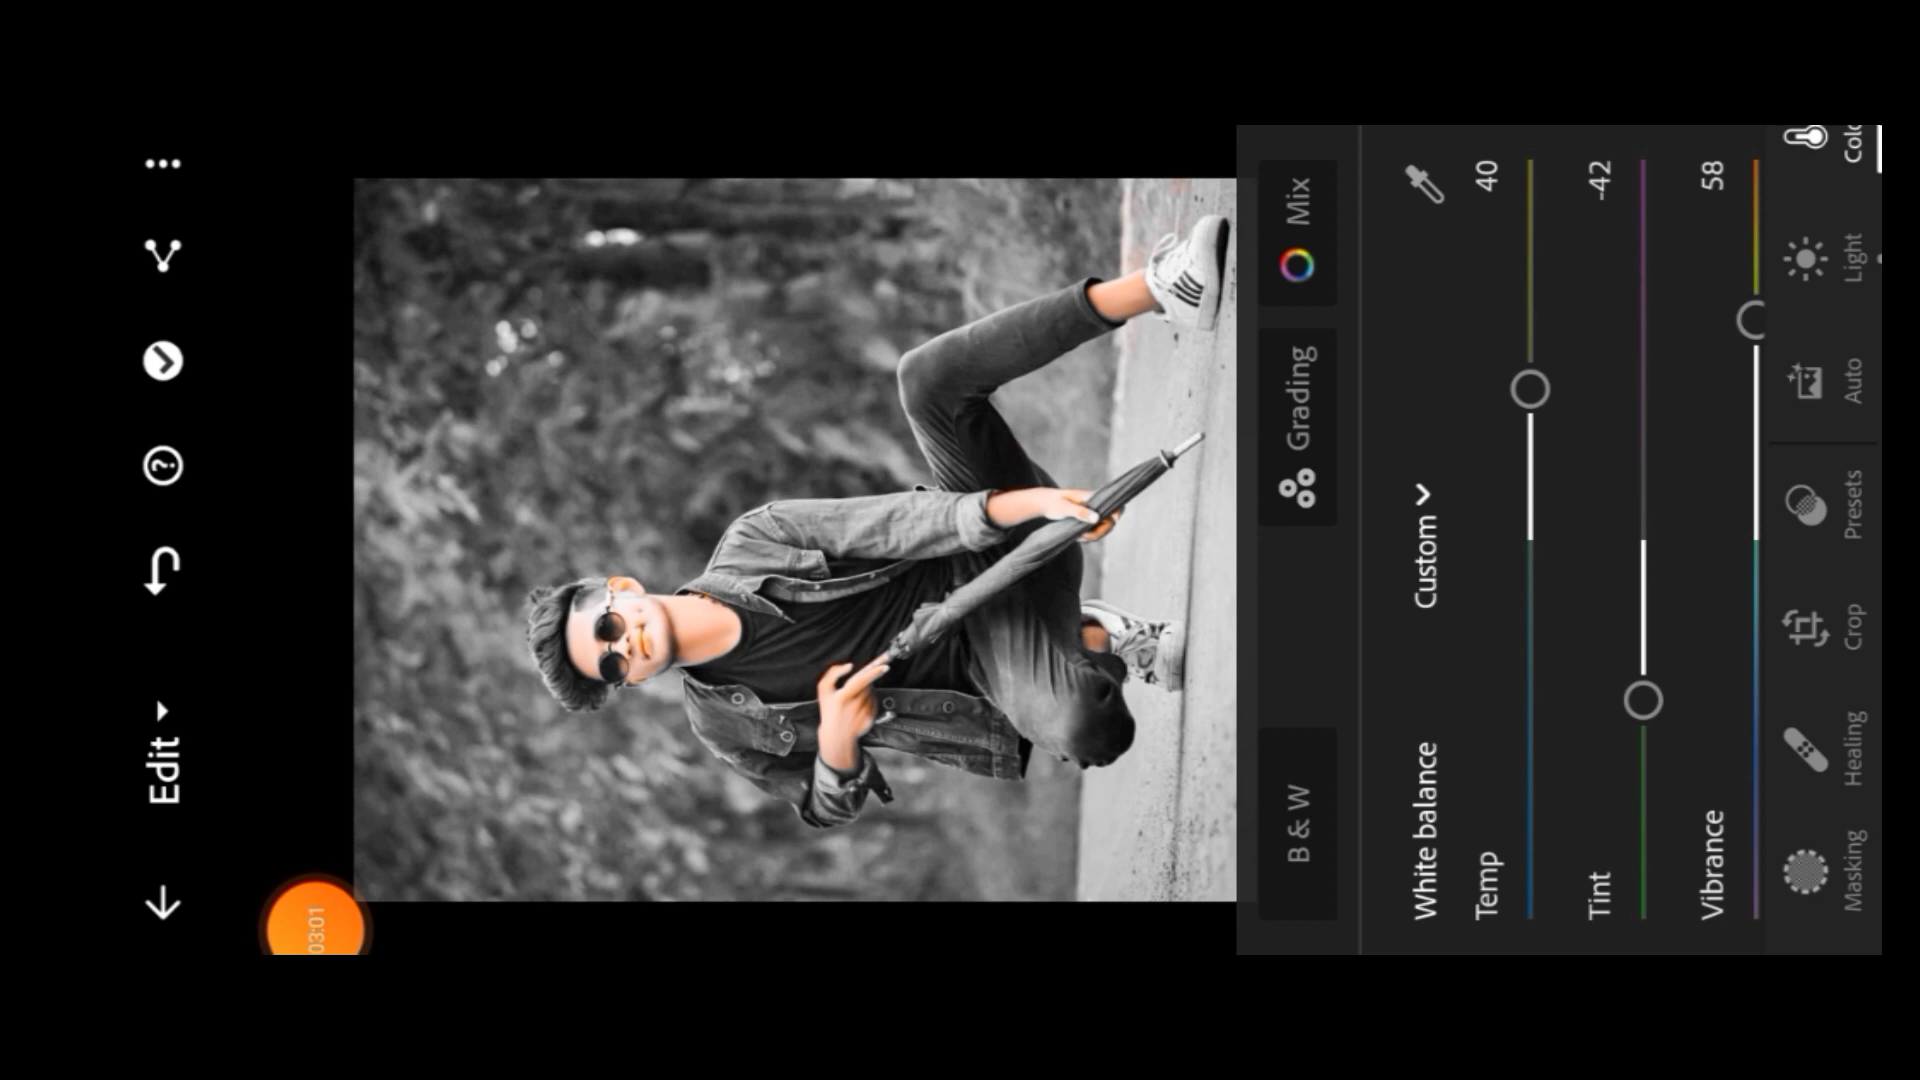 Edit
03:01
B & W
Grading
Mix
White balance
Custom
Temp
40
Tint
-42
Vibrance
58
Masking
Healing
Crop
Presets
Auto
Light